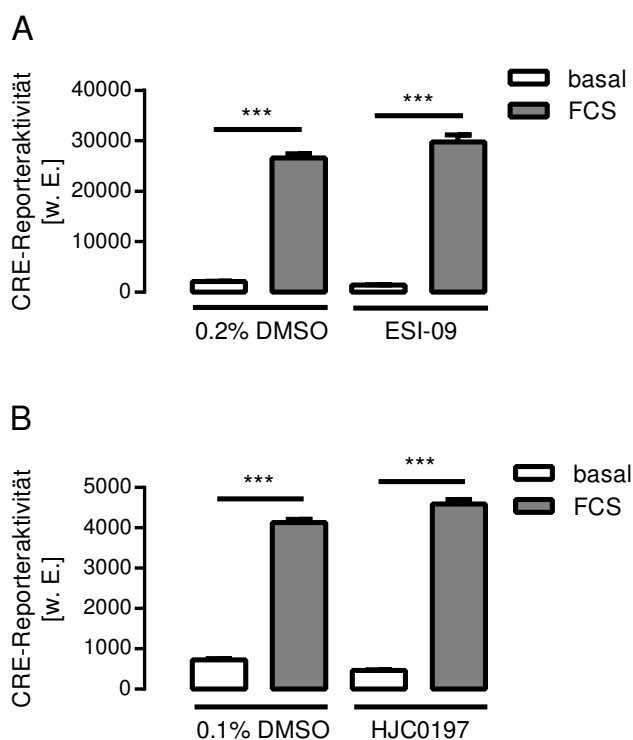 A
CRE-Reporteraktivität
[w. E.]
40000
30000
20000
10000
0
***
***
basal
FCS
0.2% DMSO
ESI-09
B
CRE-Reporteraktivität
[w. E.]
5000
4000
3000
2000
1000
0
***
***
basal
FCS
0.1% DMSO
HJC0197